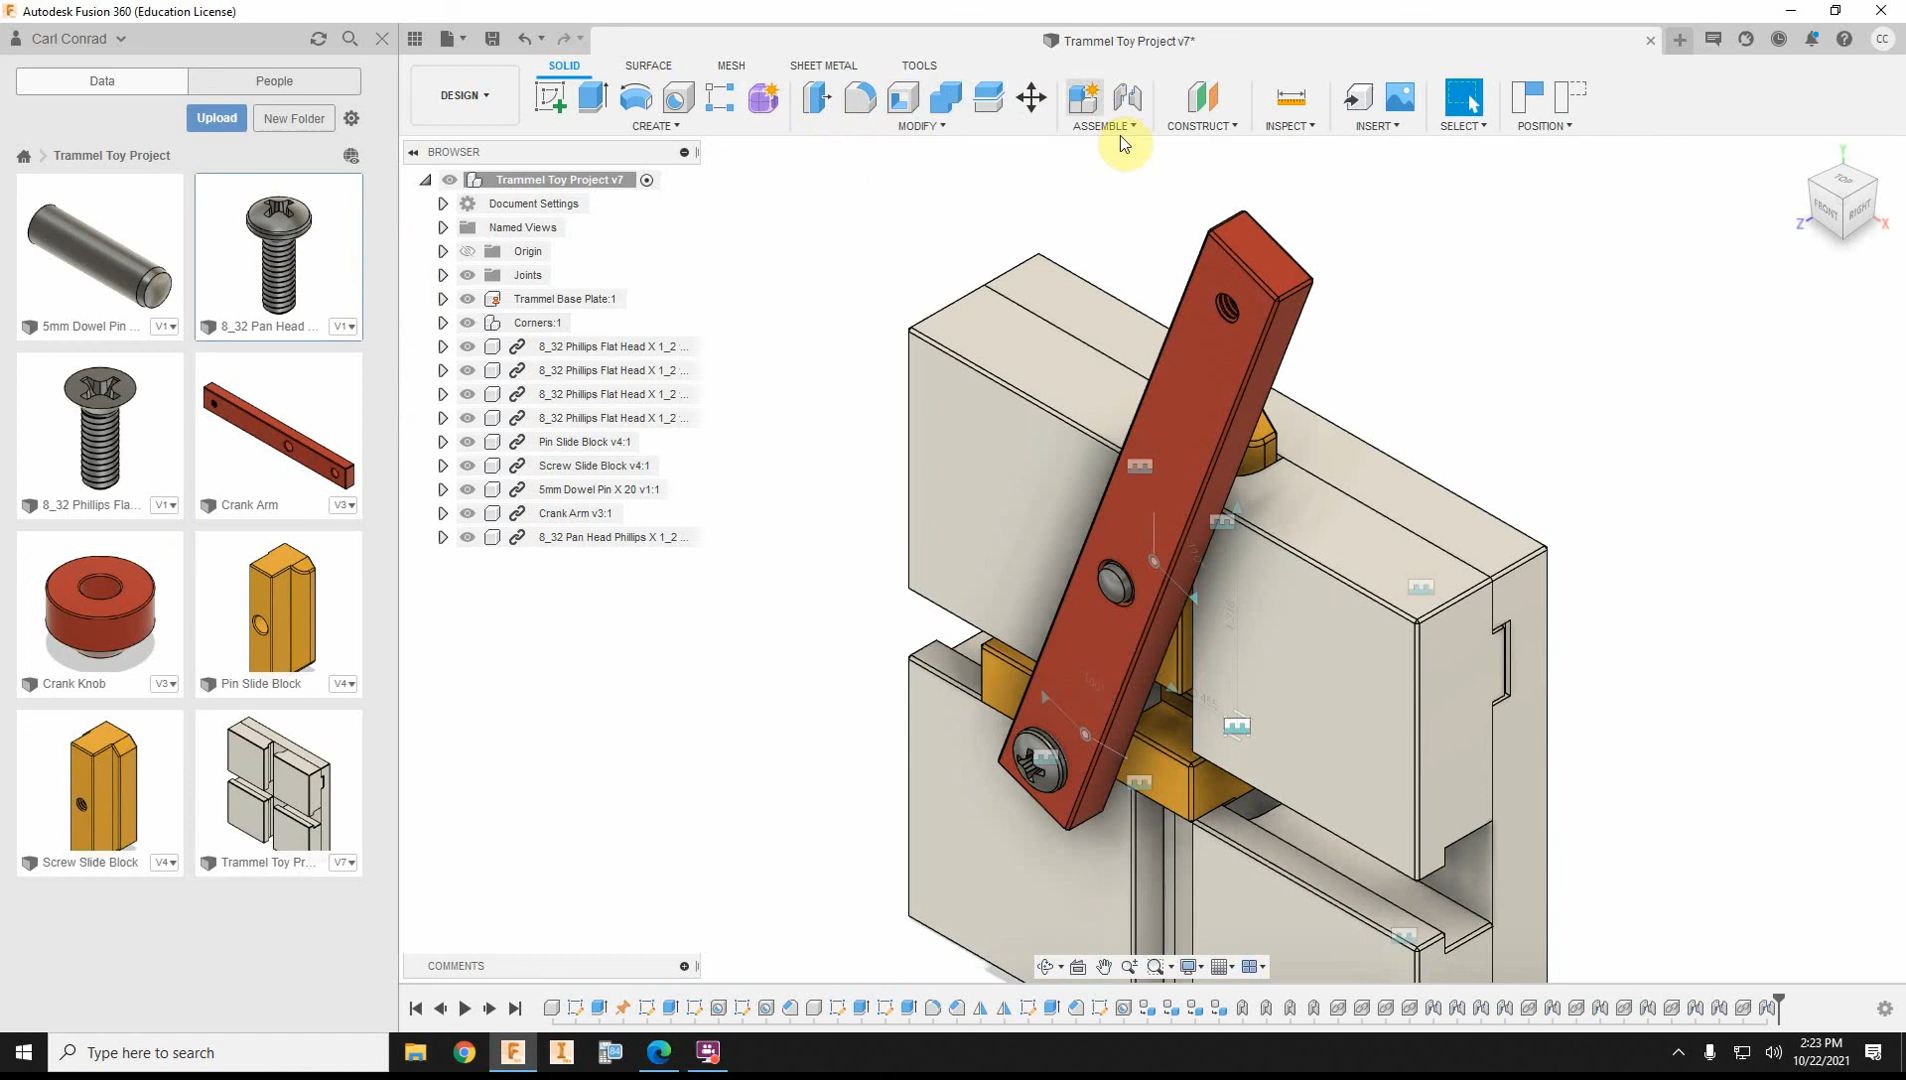 Autodesk Fusion 360 (Education License)
Carl Conrad
Trammel Toy Project v7*
CC
Data
People
Upload
New Folder
Trammel Toy Project
5mm Dowel Pin ...
V1
8_32 Pan Head ...
V1
8_32 Phillips Fla...
V1
Crank Arm
V3
Crank Knob
V3
Pin Slide Block
V4
Screw Slide Block
V4
Trammel Toy Pr...
V7
DESIGN
SOLID
SURFACE
MESH
SHEET METAL
TOOLS
CREATE
MODIFY
ASSEMBLE
CONSTRUCT
INSPECT
INSERT
SELECT
POSITION
BROWSER
Trammel Toy Project v7
Document Settings
Named Views
Origin
Joints
Trammel Base Plate:1
Corners:1
8_32 Phillips Flat Head X 1_2 ...
8_32 Phillips Flat Head X 1_2 ...
8_32 Phillips Flat Head X 1_2 ...
8_32 Phillips Flat Head X 1_2 ...
Pin Slide Block v4:1
Screw Slide Block v4:1
5mm Dowel Pin X 20 v1:1
Crank Arm v3:1
8_32 Pan Head Phillips X 1_2 ...
Y
TOP
FRONT
RIGHT
Z
X
COMMENTS
Type here to search
2:23 PM
10/22/2021